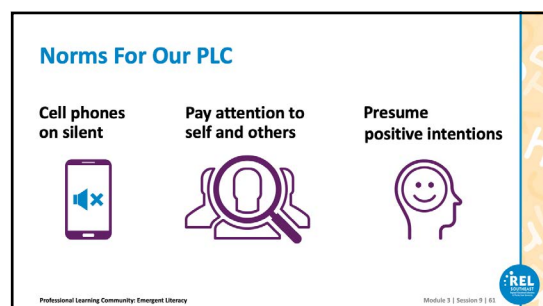 Norms For Our PLC
Cell phones
on silent
Pay attention to
self and others
Presume
positive intentions
Professional Learning Community: Emergent Literacy
Module 3 | Session 9 | 61
REL
SOUTHEAST